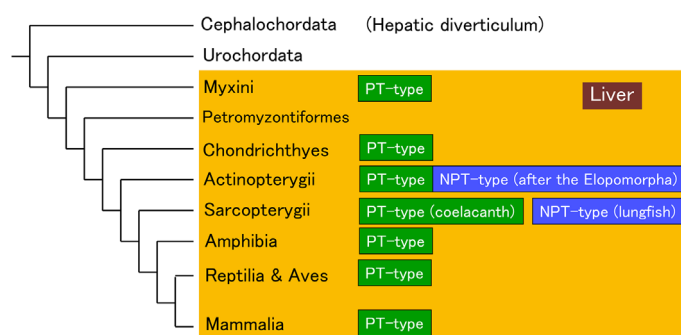 Cephalochordata (Hepatic diverticulum)
Urochordata
Myxini PT-type Liver
Petromyzontiformes
Chondrichthyes PT-type
Actinopterygii PT-type NPT-type (after the Elopomorpha)
Sarcopterygii PT-type (coelacanth) NPT-type (lungfish)
Amphibia PT-type
Reptilia & Aves PT-type
Mammalia PT-type